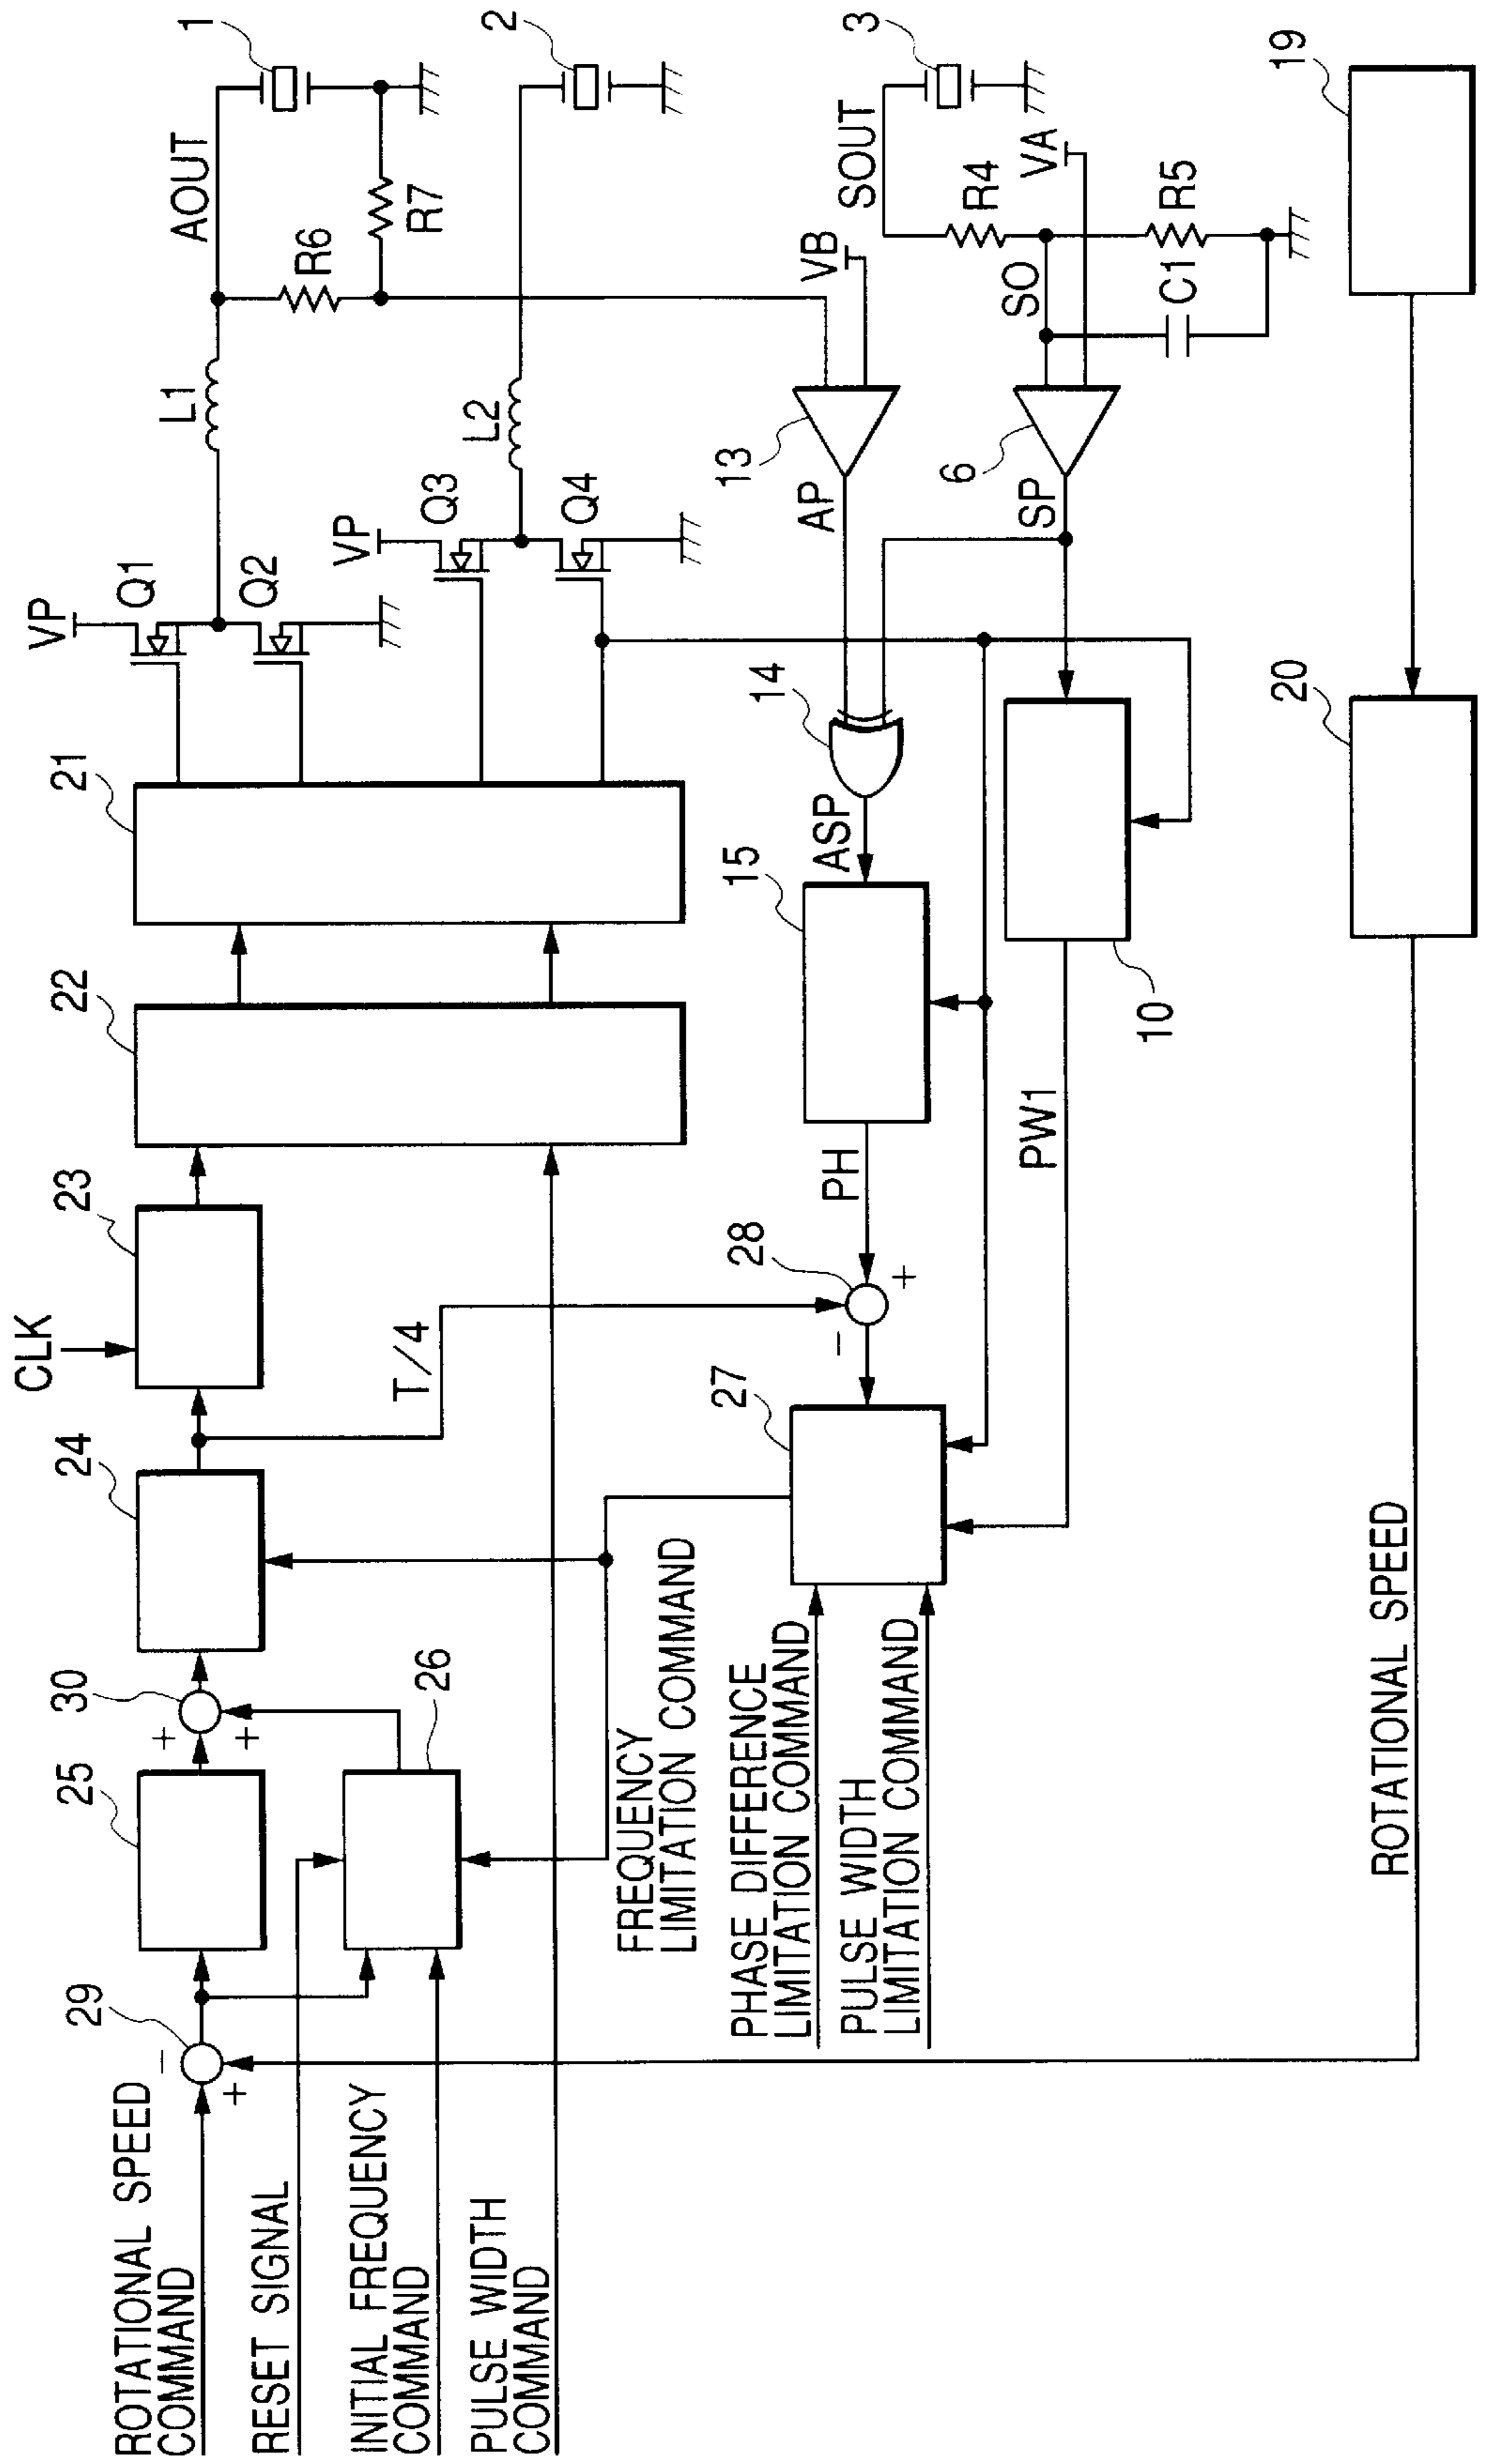 ROTATIONAL SPEED
COMMAND
RESET SIGNAL
INITIAL FREQUENCY
COMMAND
PULSE WIDTH
COMMAND
29
−
+
25
26
30
+
+
24
CLK
23
22
21
T/4
VP
Q1
Q2
VP
Q3
Q4
L1
L2
AOUT
R6
R7
1
2
FREQUENCY
LIMITATION COMMAND
PHASE DIFFERENCE
LIMITATION COMMAND
PULSE WIDTH
LIMITATION COMMAND
27
28
−
+
PH
15
ASP
14
AP
13
VB
PW1
10
SP
6
SO
SOUT
R4
VA
R5
C1
3
ROTATIONAL SPEED
20
19